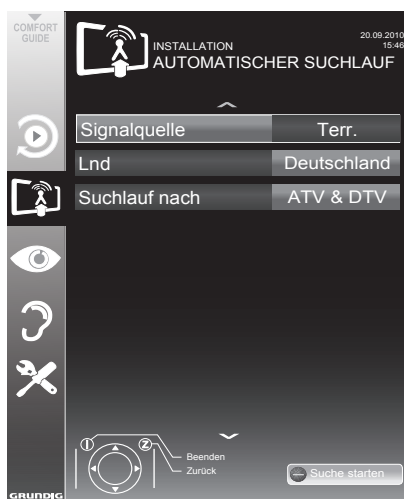 COMFORT
GUIDE
INSTALLATION
20.09.2010
15:46
AUTOMATISCHER SUCHLAUF
Signalquelle Terr.
Lnd Deutschland
Suchlauf nach ATV & DTV
Z
Beenden
Zurück
Suche starten
GRUNDIG